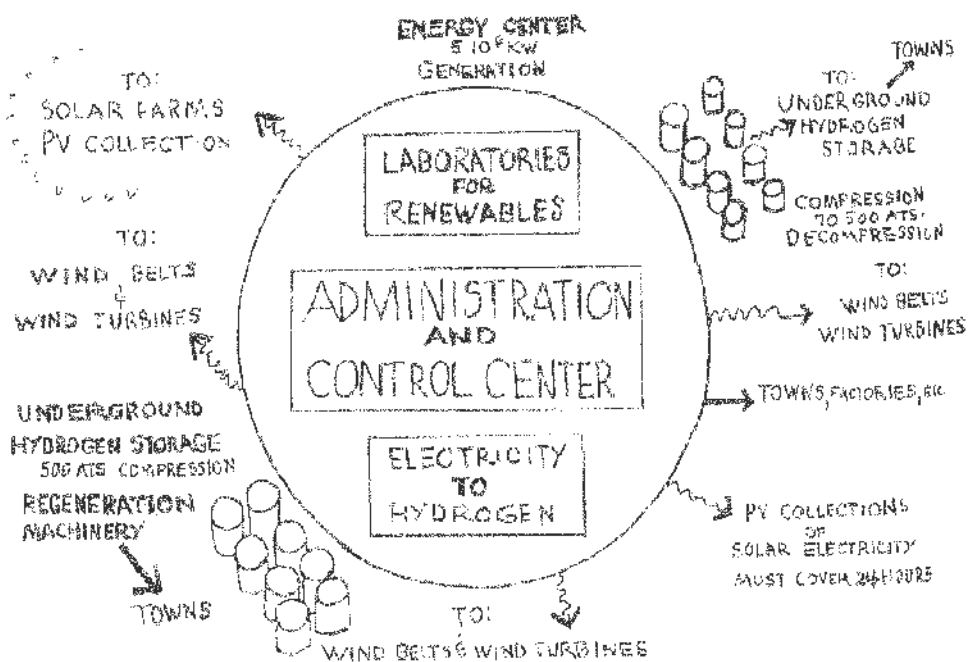 ENERGY CENTER
5 10⁶ KW
GENERATION
TO:
SOLAR FARMS
PV COLLECTION
TO:
WIND BELTS
&
WIND TURBINES
UNDERGROUND
HYDROGEN STORAGE
500 ATS COMPRESSION
REGENERATION
MACHINERY
TOWNS
LABORATORIES
FOR
RENEWABLES
ADMINISTRATION
AND
CONTROL CENTER
ELECTRICITY
TO
HYDROGEN
TOWNS
TO:
UNDERGROUND
HYDROGEN
STORAGE
COMPRESSION
TO 500 ATS.
DECOMPRESSION
TO:
WIND BELTS
WIND TURBINES
TOWNS, FACTORIES, ETC.
PV COLLECTIONS
OF
SOLAR ELECTRICITY
MUST COVER 24 HOURS
TO:
WIND BELTS & WIND TURBINES